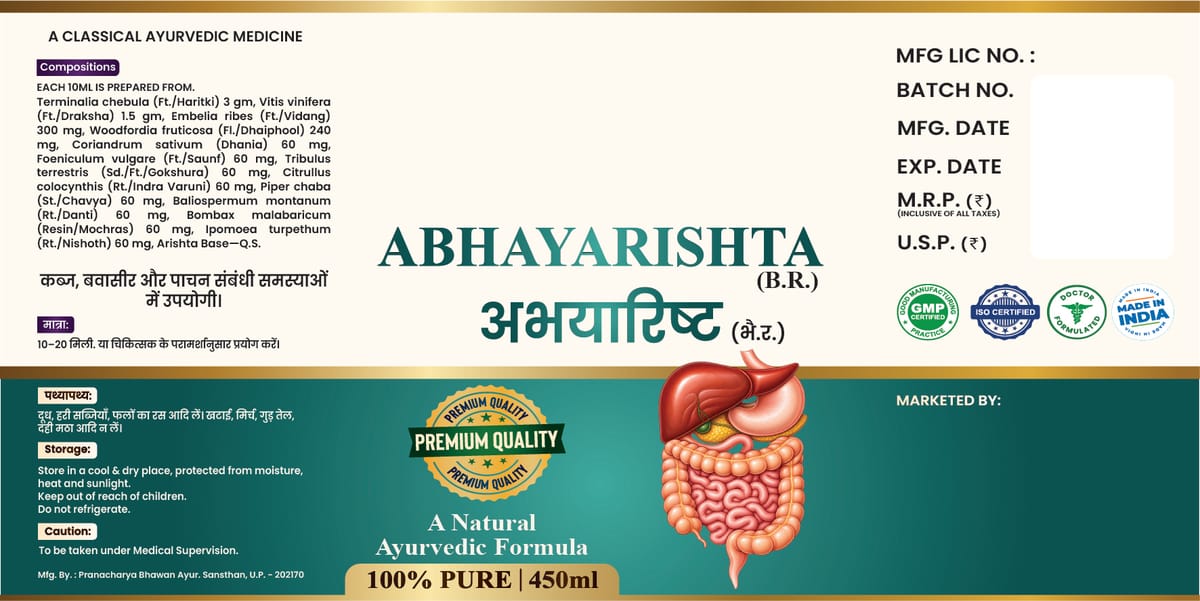 A CLASSICAL AYURVEDIC MEDICINE
Compositions
EACH 10ML IS PREPARED FROM.
Terminalia chebula (Ft./Haritki) 3 gm, Vitis vinifera
(Ft./Draksha) 1.5 gm, Embelia ribes (Ft./Vidang)
300 mg, Woodfordia fruticosa (Fl./Dhaiphool) 240
mg, Coriandrum sativum (Dhania) 60 mg,
Foeniculum vulgare (Ft./Saunf) 60 mg, Tribulus
terrestris (Sd./Ft./Gokshura) 60 mg, Citrullus
colocynthis (Rt./Indra Varuni) 60 mg, Piper chaba
(St./Chavya) 60 mg, Baliospermum montanum
(Rt./Danti) 60 mg, Bombax malabaricum
(Resin/Mochras) 60 mg, Ipomoea turpethum
(Rt./Nishoth) 60 mg, Arishta Base—Q.S.
कब्ज, बवासीर और पाचन संबंधी समस्याओं
में उपयोगी।
मात्रा:
10–20 मिली. या चिकित्सक के परामर्शानुसार प्रयोग करें।
पथ्यापथ्य:
दूध, हरी सब्जियाँ, फलों का रस आदि लें। खटाई, मिर्च, गुड़ तेल,
दही मठा आदि न लें।
Storage:
Store in a cool & dry place, protected from moisture,
heat and sunlight.
Keep out of reach of children.
Do not refrigerate.
Caution:
To be taken under Medical Supervision.
Mfg. By. : Pranacharya Bhawan Ayur. Sansthan, U.P. - 202170
ABHAYARISHTA
(B.R.)
अभयारिष्ट (भै.र.)
PREMIUM QUALITY
PREMIUM QUALITY
PREMIUM QUALITY
A Natural
Ayurvedic Formula
100% PURE | 450ml
MFG LIC NO. :
BATCH NO.
MFG. DATE
EXP. DATE
M.R.P. (₹)
(INCLUSIVE OF ALL TAXES)
U.S.P. (₹)
GOOD MANUFACTURING
GMP
CERTIFIED
PRACTICE
ISO CERTIFIED
DOCTOR
FORMULATED
MADE IN INDIA
MADE IN
INDIA
MARKETED BY: